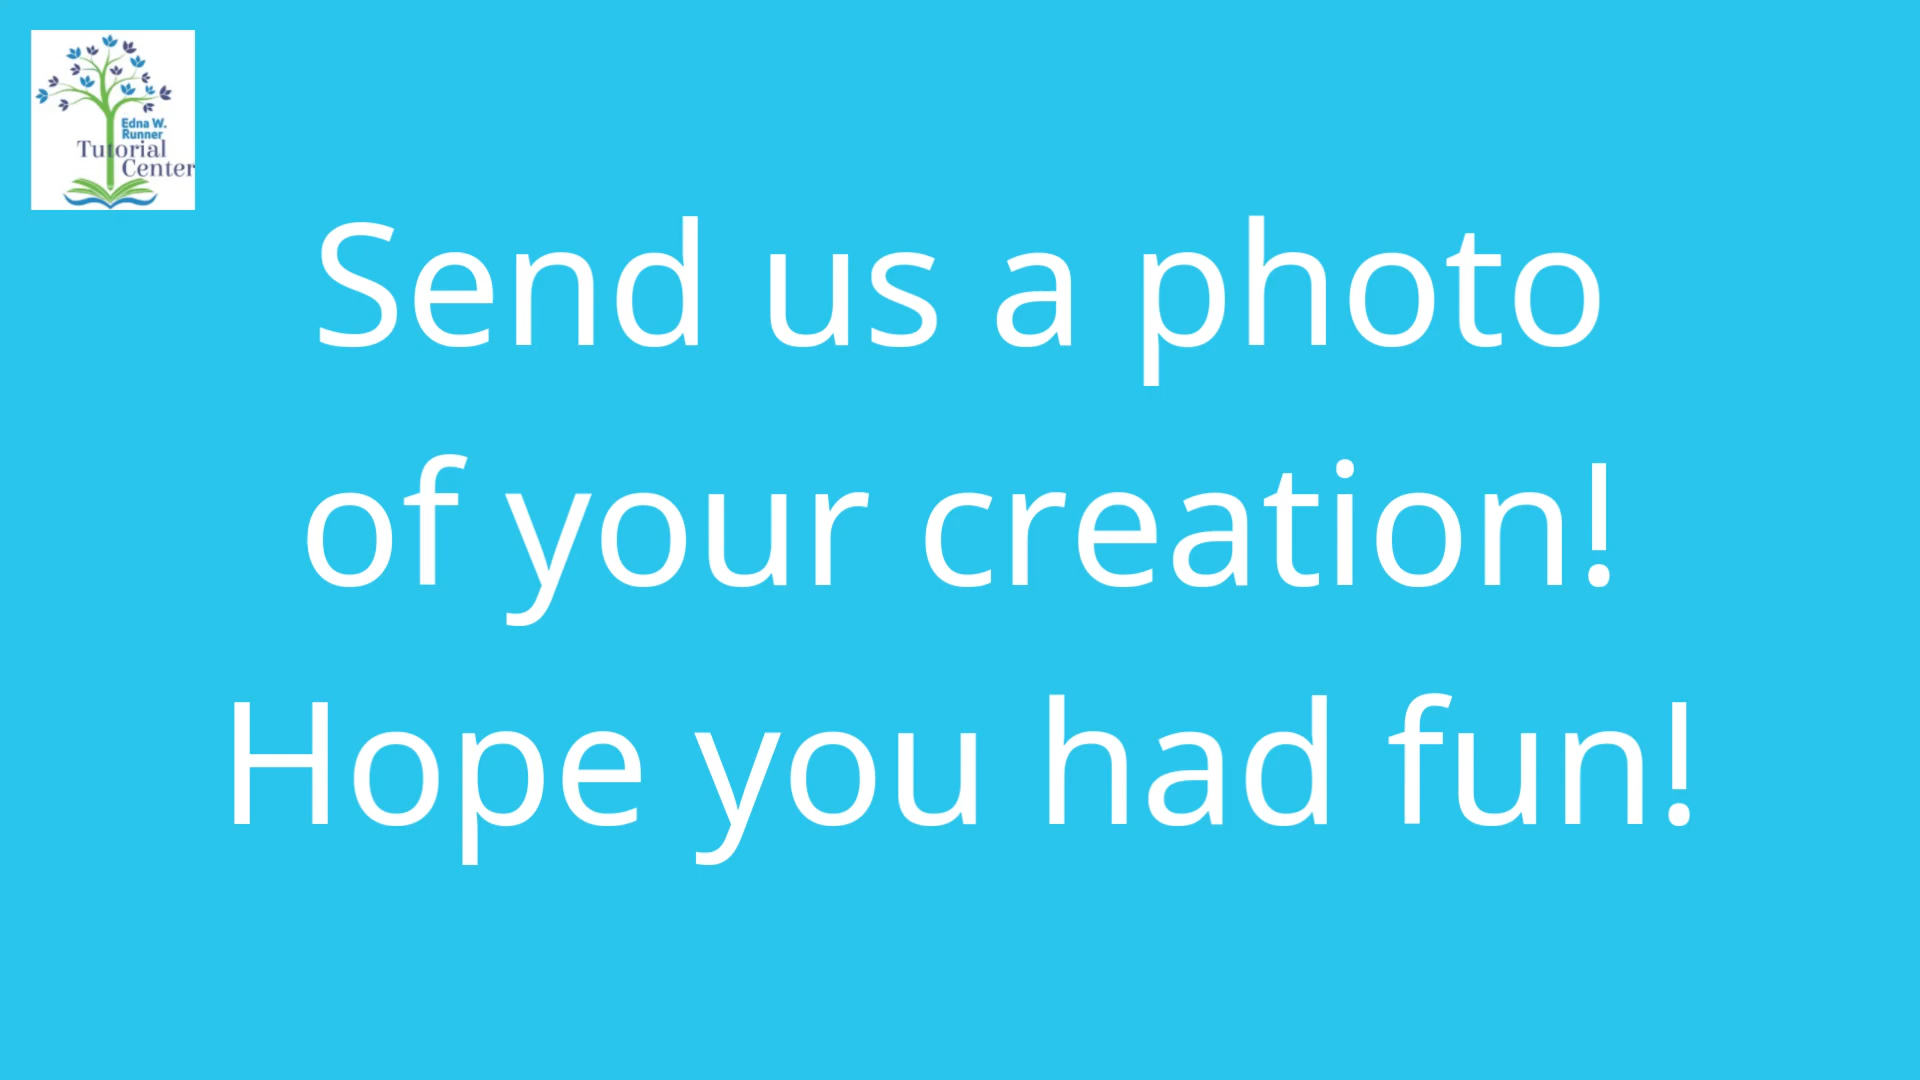 Edna W.
Runner
Tutorial
Center
Send us a photo
of your creation!
Hope you had fun!